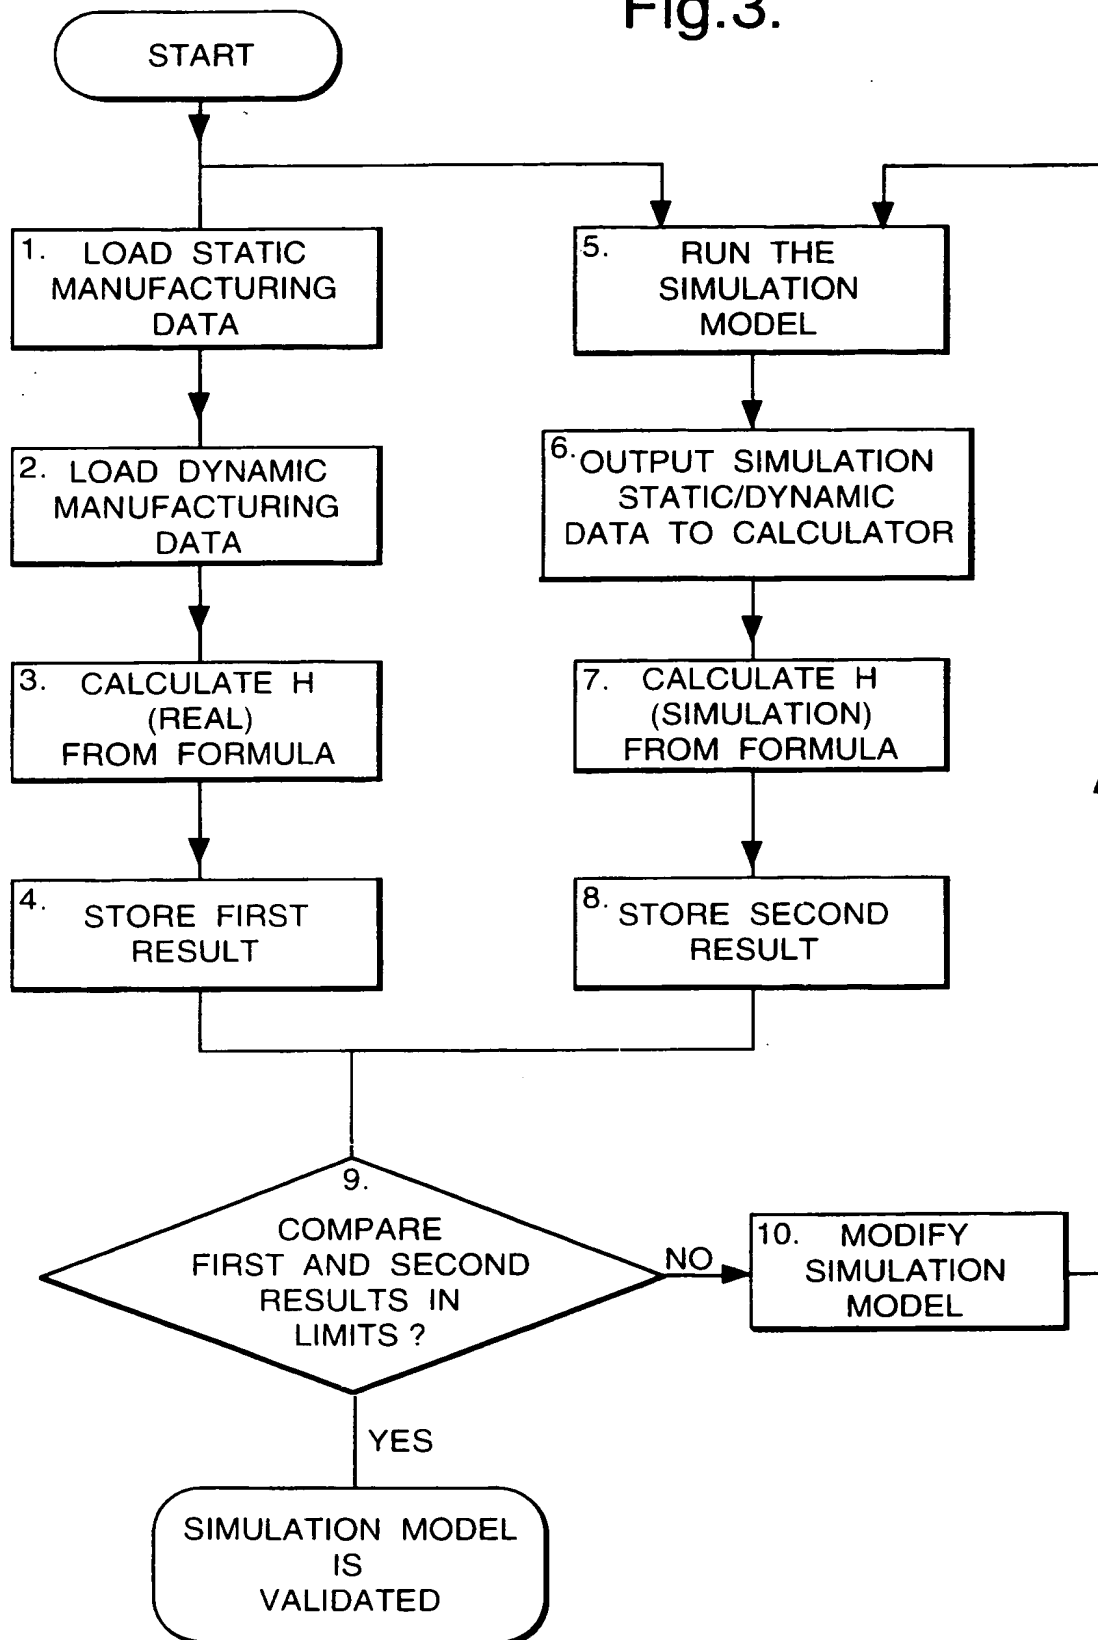 Fig.3.
START
1. LOAD STATIC
MANUFACTURING
DATA
2. LOAD DYNAMIC
MANUFACTURING
DATA
3. CALCULATE H
(REAL)
FROM FORMULA
4. STORE FIRST
RESULT
5. RUN THE
SIMULATION
MODEL
6. OUTPUT SIMULATION
STATIC/DYNAMIC
DATA TO CALCULATOR
7. CALCULATE H
(SIMULATION)
FROM FORMULA
8. STORE SECOND
RESULT
9.
COMPARE
FIRST AND SECOND
RESULTS IN
LIMITS ?
NO
10. MODIFY
SIMULATION
MODEL
YES
SIMULATION MODEL
IS
VALIDATED